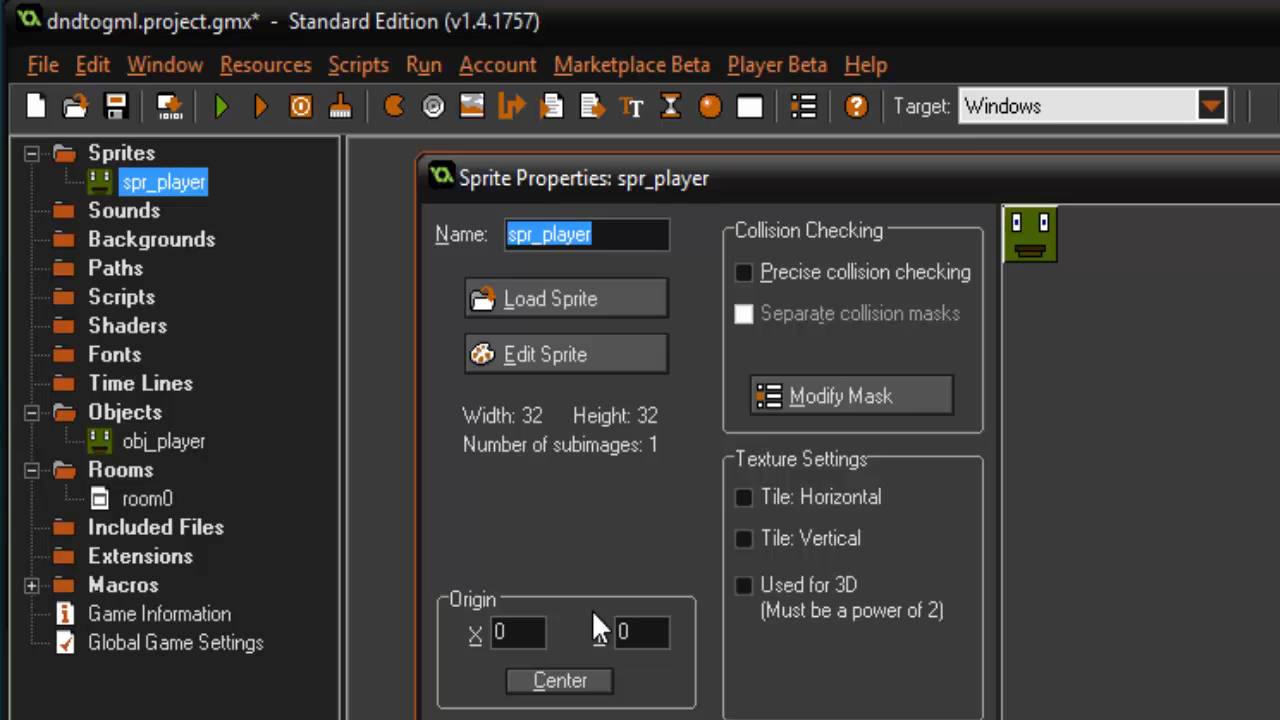 dndtogml.project.gmx* - Standard Edition (v1.4.1757)
File Edit Window Resources Scripts Run Account Marketplace Beta Player Beta Help
Target: Windows
Sprites
spr_player
Sounds
Backgrounds
Paths
Scripts
Shaders
Fonts
Time Lines
Objects
obj_player
Rooms
room0
Included Files
Extensions
Macros
Game Information
Global Game Settings
Sprite Properties: spr_player
Name: spr_player
Load Sprite
Edit Sprite
Width: 32 Height: 32
Number of subimages: 1
Origin
X 0 0
Center
Collision Checking
Precise collision checking
Separate collision masks
Modify Mask
Texture Settings
Tile: Horizontal
Tile: Vertical
Used for 3D
(Must be a power of 2)